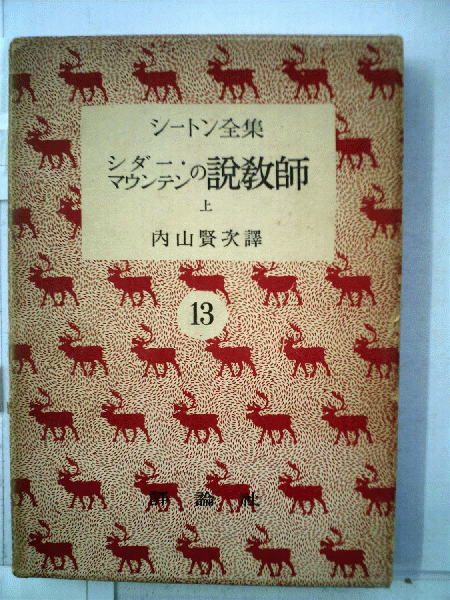 シートン全集
シダー・
マウンテンの説教師
上
內山賢次譯
13
評論社